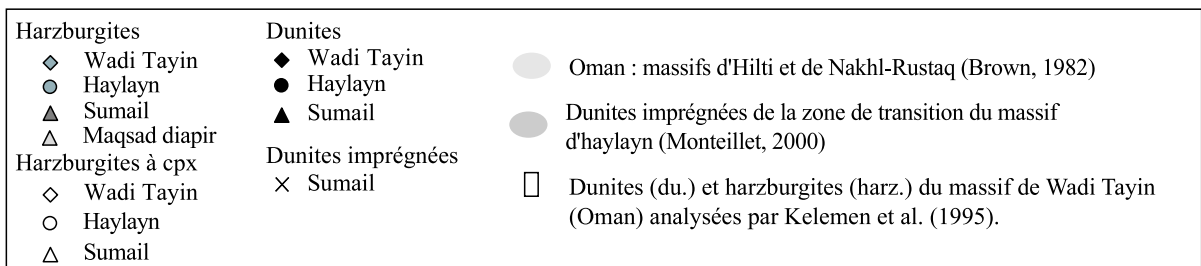 Harzburgites
Wadi Tayin
Haylayn
Sumail
Maqsad diapir
Harzburgites à cpx
Wadi Tayin
Haylayn
Sumail
Dunites
Wadi Tayin
Haylayn
Sumail
Dunites imprégnées
Sumail
Oman : massifs d'Hilti et de Nakhl-Rustaq (Brown, 1982)
Dunites imprégnées de la zone de transition du massif
d'haylayn (Monteillet, 2000)
Dunites (du.) et harzburgites (harz.) du massif de Wadi Tayin
(Oman) analysées par Kelemen et al. (1995).